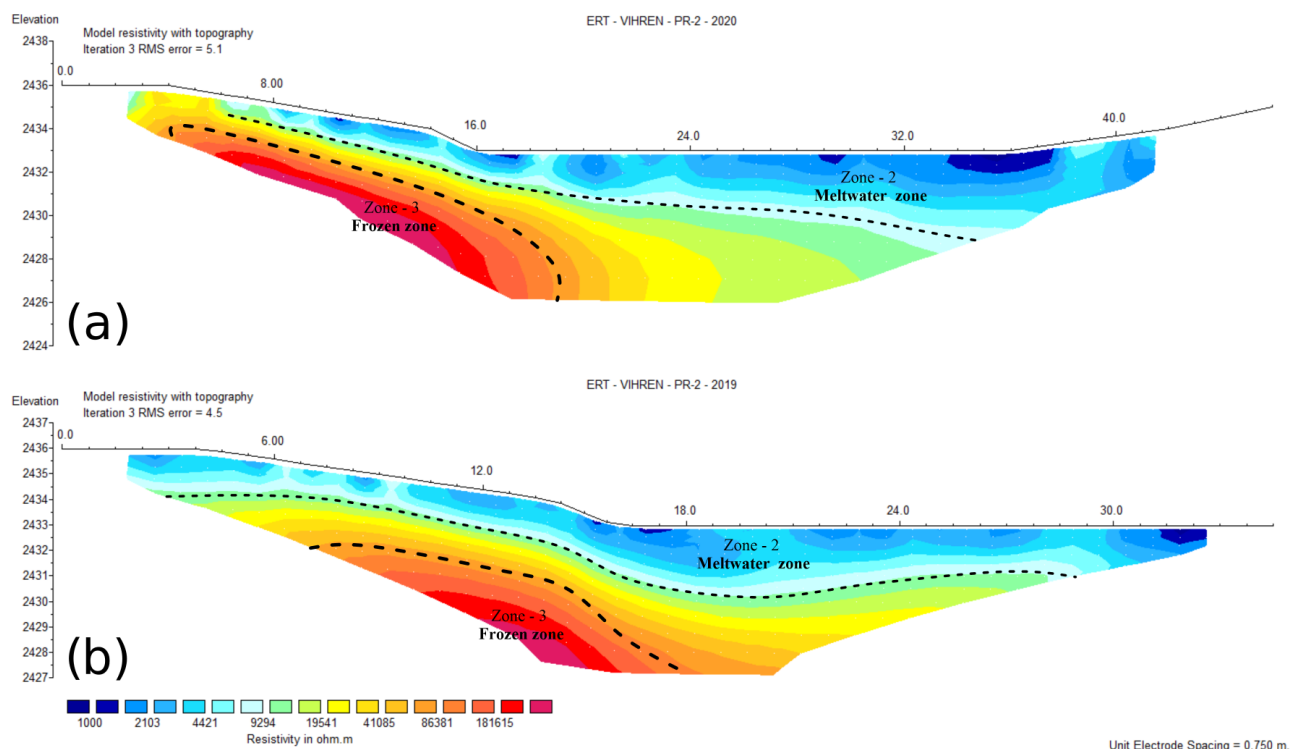 ERT - VIHREN - PR-2 - 2020
Elevation
Model resistivity with topography
Iteration 3 RMS error = 5.1
2438
2436
2434
2432
2430
2428
2426
2424
0.0
8.00
16.0
24.0
32.0
40.0
Zone - 2
Meltwater zone
Zone - 3
Frozen zone
(a)
ERT - VIHREN - PR-2 - 2019
Elevation
Model resistivity with topography
Iteration 3 RMS error = 4.5
2437
2436
2435
2434
2433
2432
2431
2430
2429
2428
2427
0.0
6.00
12.0
18.0
24.0
30.0
Zone - 2
Meltwater zone
Zone - 3
Frozen zone
(b)
1000 2103 4421 9294 19541 41085 86381 181615
Resistivity in ohm.m
Unit Electrode Spacing = 0.750 m.